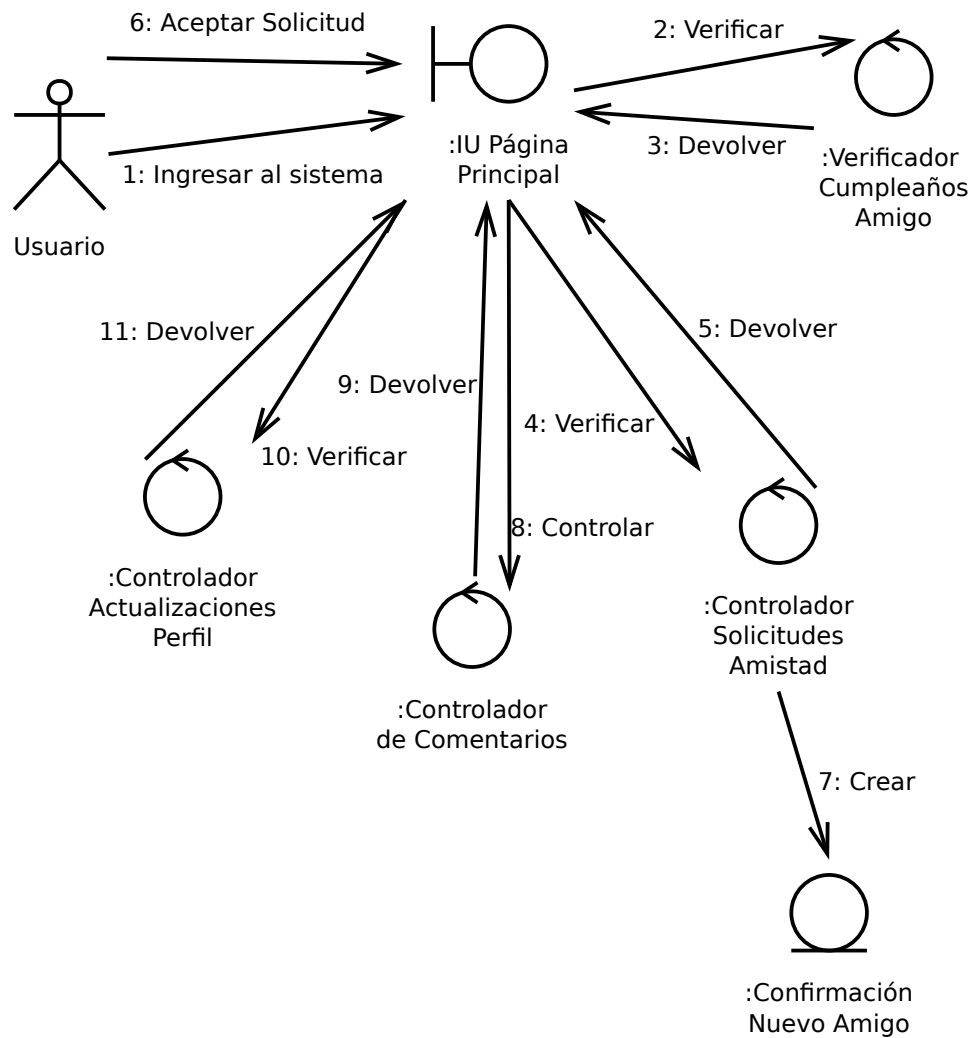 6: Aceptar Solicitud
2: Verificar
3: Devolver
:IU Página
Principal
:Verificador
Cumpleaños
Amigo
1: Ingresar al sistema
Usuario
11: Devolver
5: Devolver
9: Devolver
4: Verificar
10: Verificar
8: Controlar
:Controlador
Actualizaciones
Perfil
:Controlador
Solicitudes
Amistad
:Controlador
de Comentarios
7: Crear
:Confirmación
Nuevo Amigo